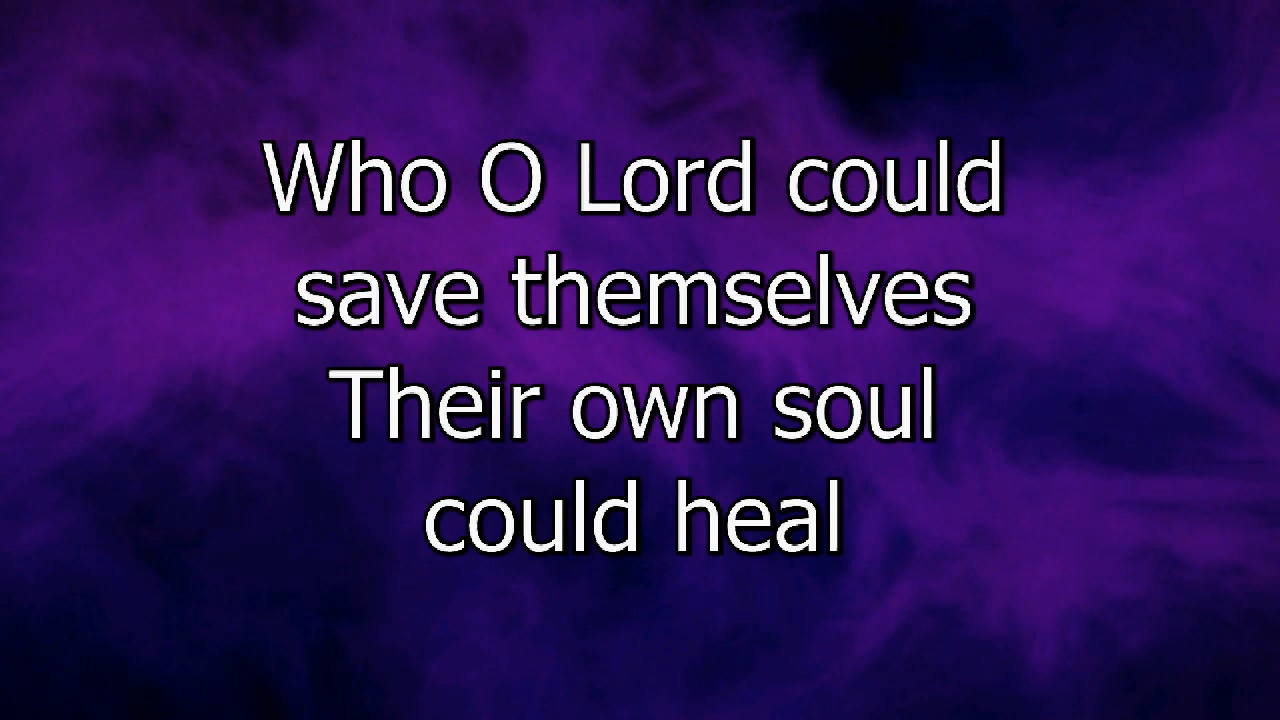 Who O Lord could
save themselves
Their own soul
could heal